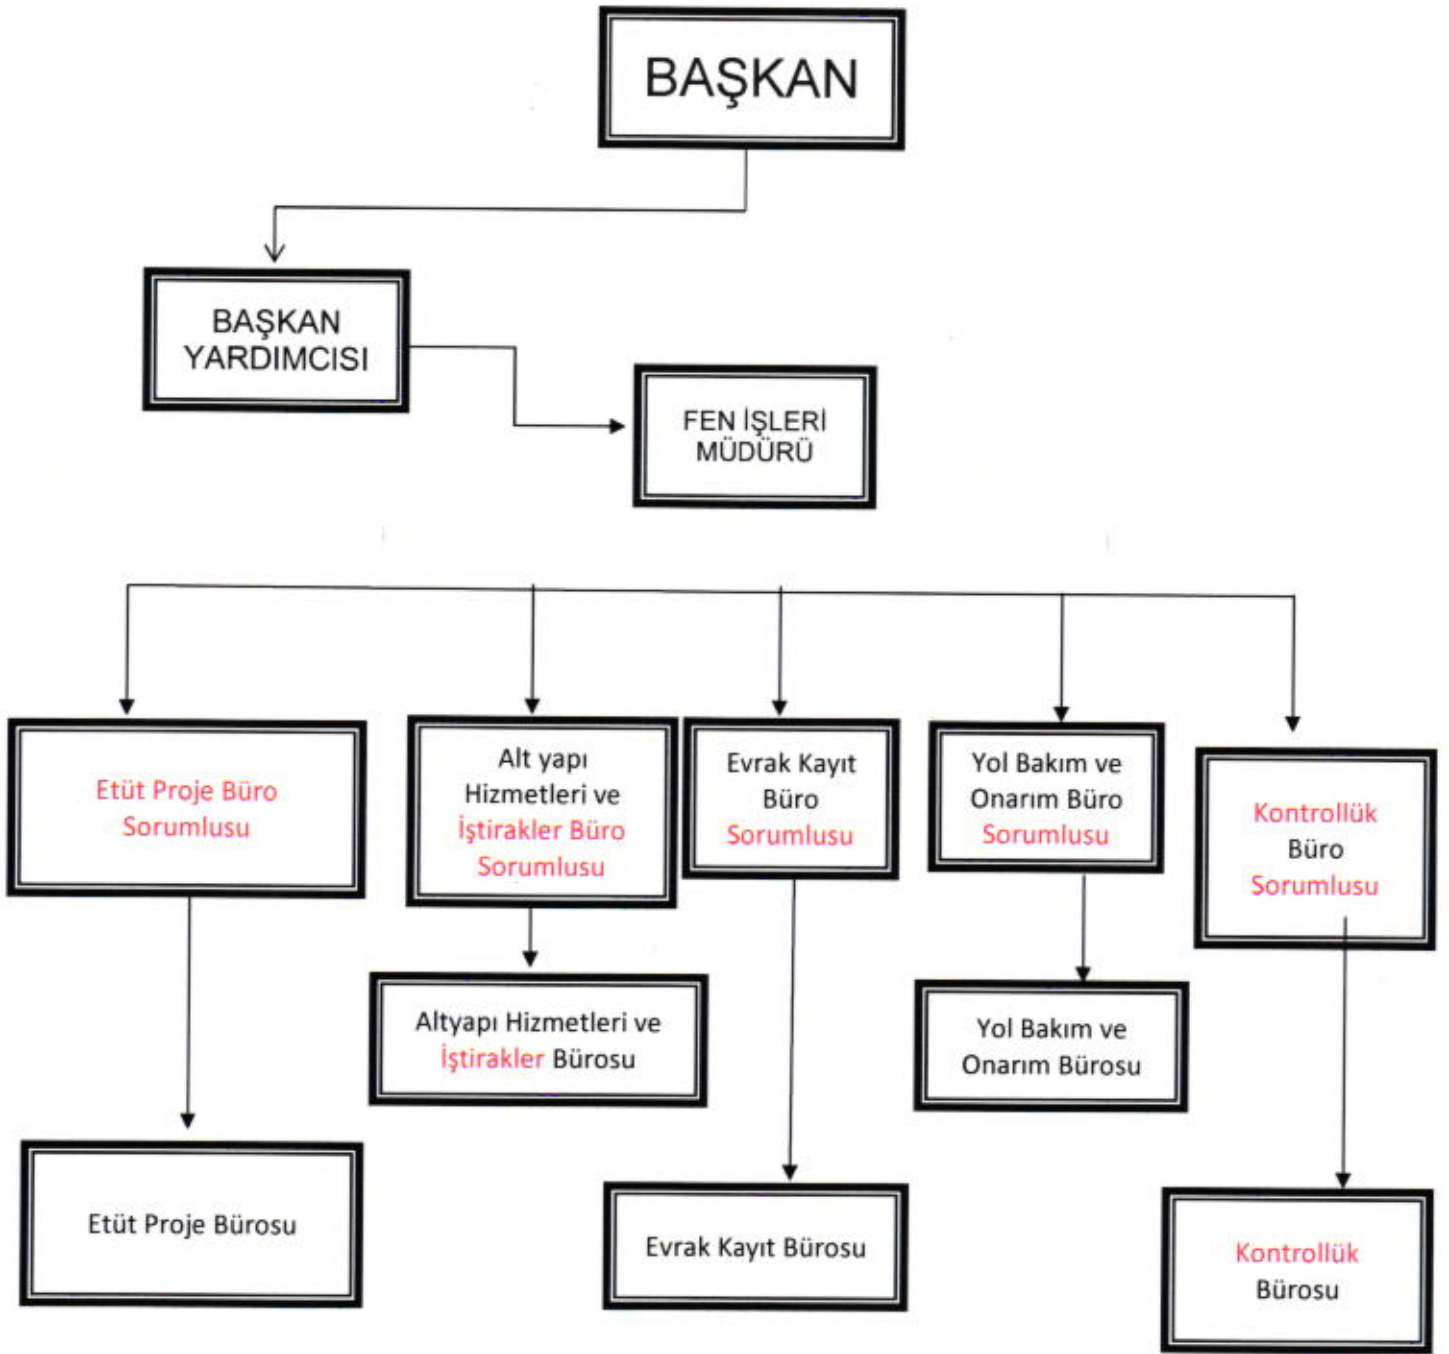 BAŞKAN
BAŞKAN
YARDIMCISI
FEN İŞLERİ
MÜDÜRÜ
Etüt Proje Büro
Sorumlusu
Alt yapı
Hizmetleri ve
İştirakler Büro
Sorumlusu
Evrak Kayıt
Büro
Sorumlusu
Yol Bakım ve
Onarım Büro
Sorumlusu
Kontrollük
Büro
Sorumlusu
Altyapı Hizmetleri ve
İştirakler Bürosu
Yol Bakım ve
Onarım Bürosu
Etüt Proje Bürosu
Evrak Kayıt Bürosu
Kontrollük
Bürosu